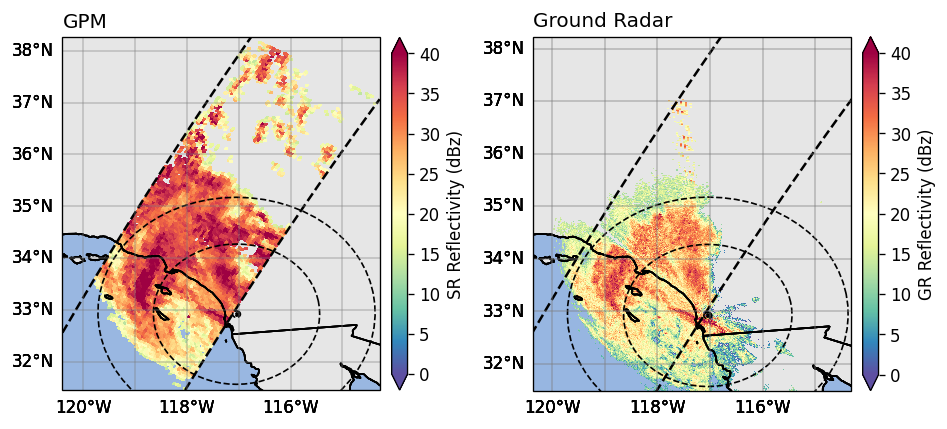 GPM
38°N
37°N
36°N
35°N
34°N
33°N
32°N
120°W
118°W
116°W
40
35
30
25
20
15
10
5
0
SR Reflectivity (dBz)
Ground Radar
38°N
37°N
36°N
35°N
34°N
33°N
32°N
120°W
118°W
116°W
40
35
30
25
20
15
10
5
0
GR Reflectivity (dBz)